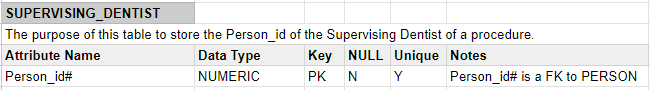 SUPERVISING_DENTIST
The purpose of this table to store the Person_id of the Supervising Dentist of a procedure.
Attribute Name Data Type Key NULL Unique Notes
Person_id# NUMERIC PK N Y Person_id# is a FK to PERSON